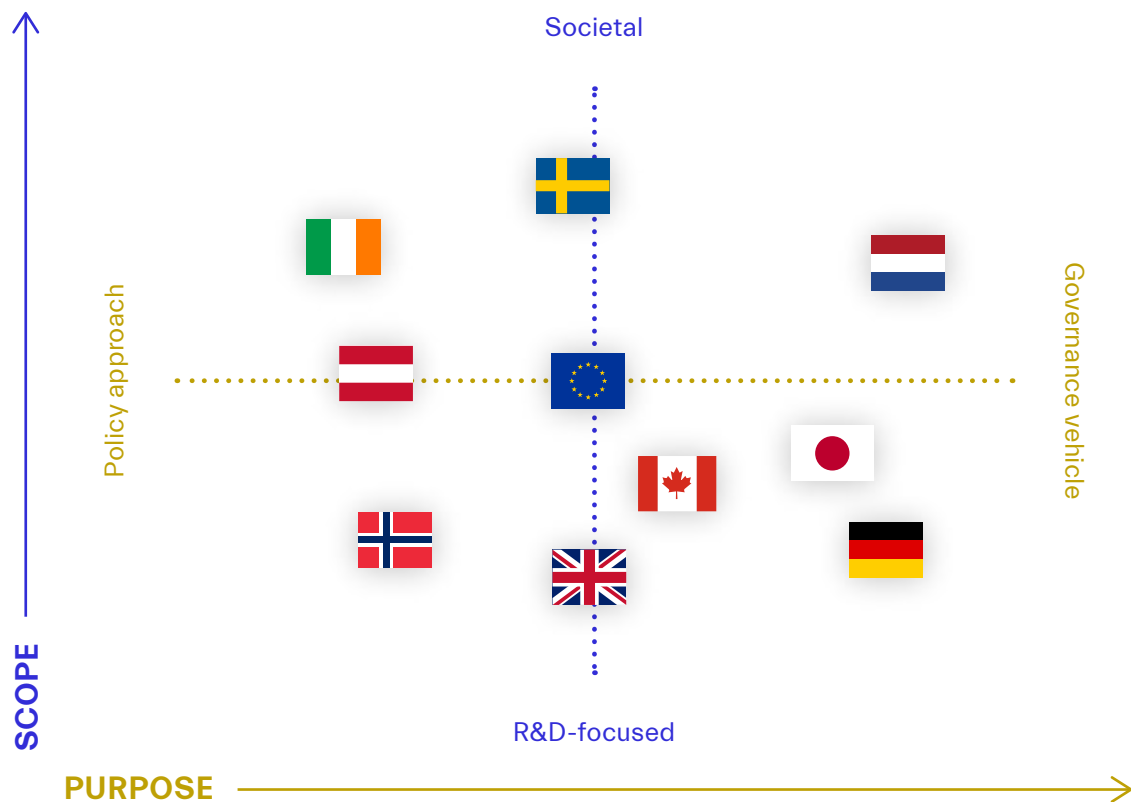 Societal
Policy approach
Governance vehicle
R&D-focused
SCOPE
PURPOSE